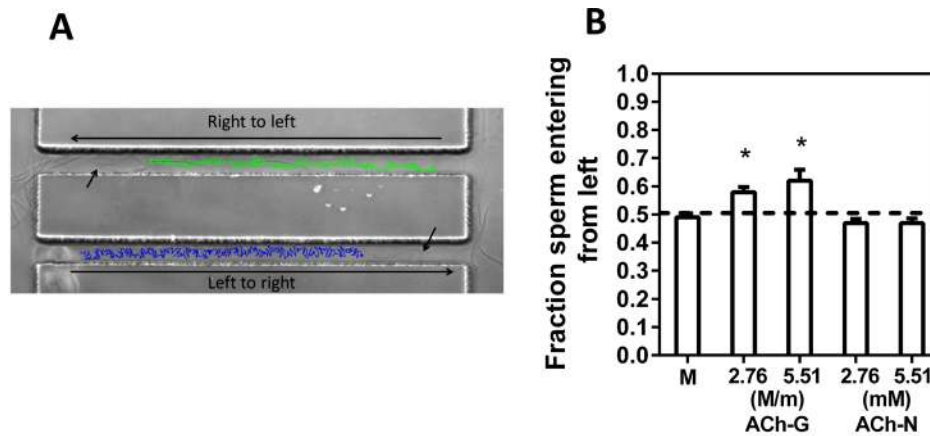 A
Right to left
Left to right
B
Fraction sperm entering
from left
1.0
0.9
0.8
0.7
0.6
0.5
0.4
0.3
0.2
0.1
0.0
*
*
M 2.76 5.51 2.76 5.51
(M/m) (mM)
ACh-G ACh-N